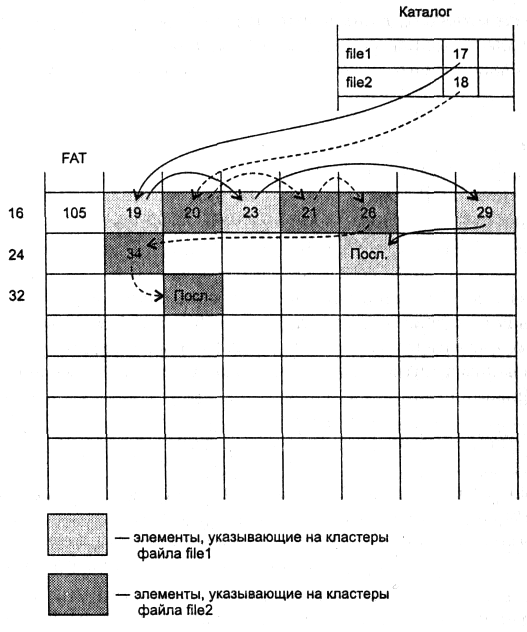 Каталог
file1 17
file2 18
FAT
16 105 19 20 23 21 26 29
24 34 Посл.
32 Посл.
— элементы, указывающие на кластеры
файла file1
— элементы, указывающие на кластеры
файла file2